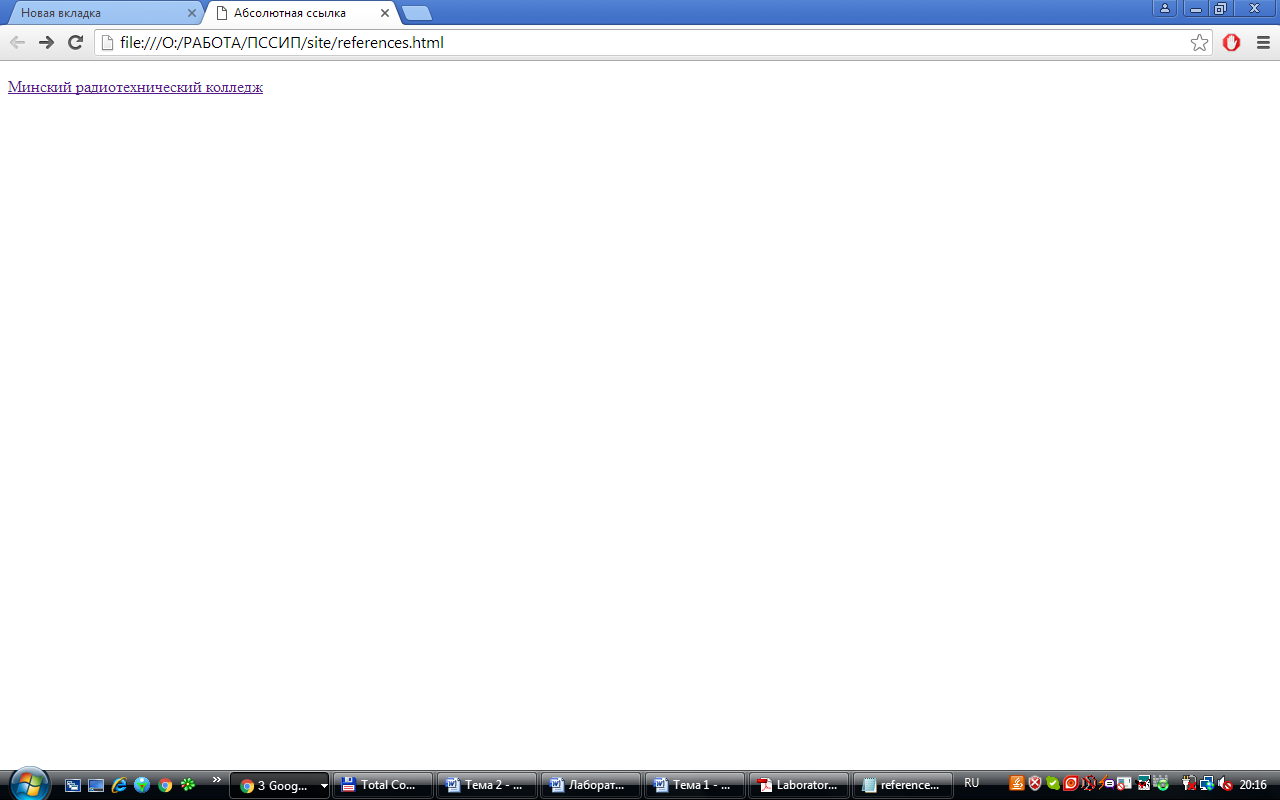 Новая вкладка
Абсолютная ссылка
file:///O:/РАБОТА/ПССИП/site/references.html
Минский радиотехнический колледж
3 Goog...
Total Co...
Тема 2 - ...
Лаборат...
Тема 1 - ...
Laborator...
reference...
RU
20:16